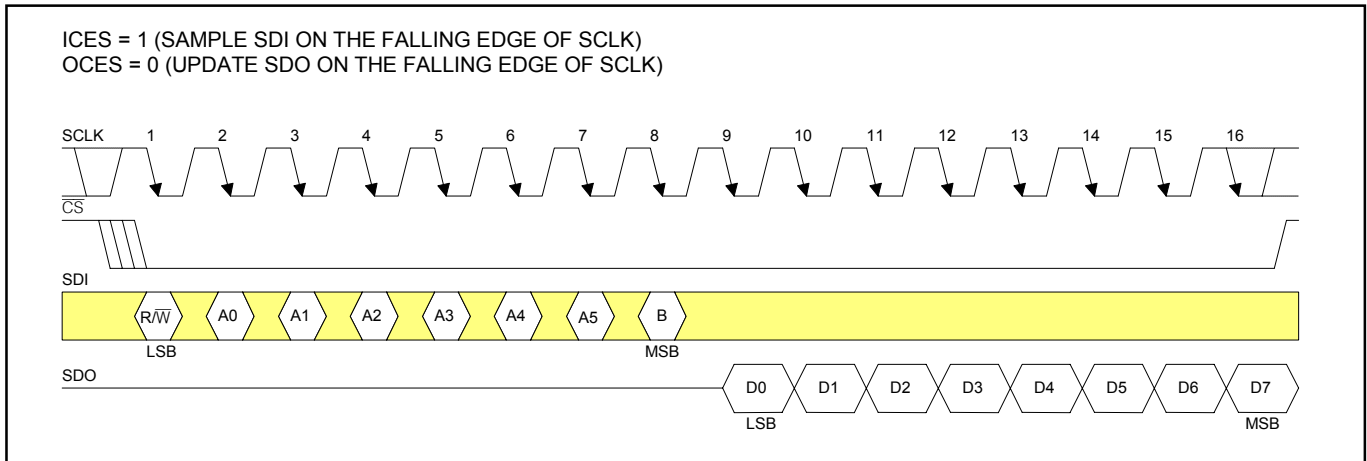 ICES = 1 (SAMPLE SDI ON THE FALLING EDGE OF SCLK)
OCES = 0 (UPDATE SDO ON THE FALLING EDGE OF SCLK)
SCLK 1 2 3 4 5 6 7 8 9 10 11 12 13 14 15 16
C̅S̅
SDI
R/W̅ A0 A1 A2 A3 A4 A5 B
LSB MSB
SDO
D0 D1 D2 D3 D4 D5 D6 D7
LSB MSB